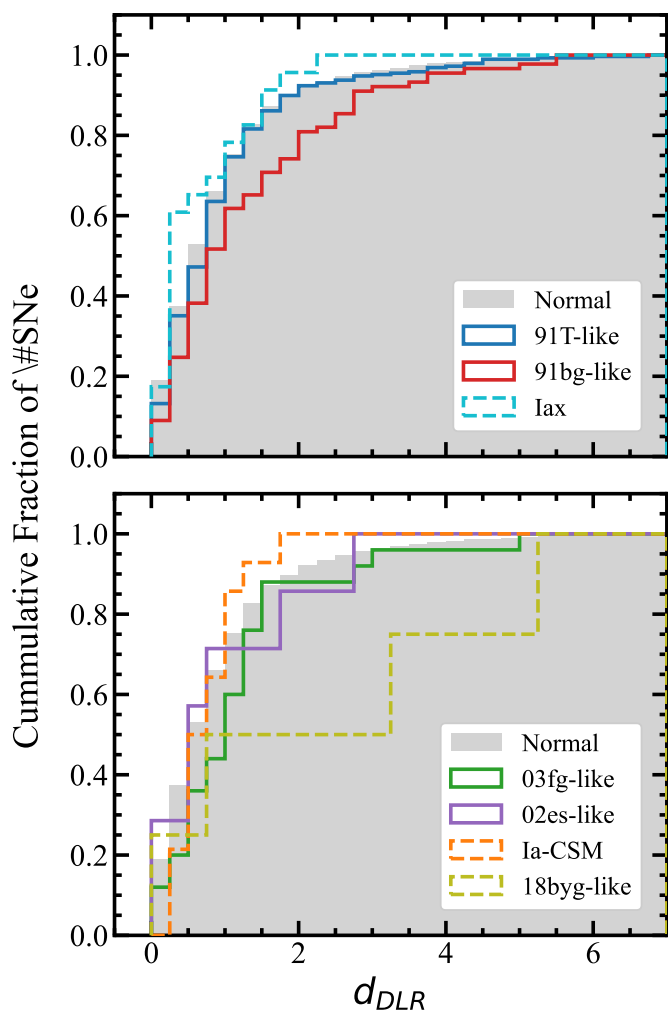 Cummulative Fraction of \#SNe
1.0
0.8
0.6
0.4
0.2
0.0
Normal
91T-like
91bg-like
Iax
1.0
0.8
0.6
0.4
0.2
0.0
Normal
03fg-like
02es-like
Ia-CSM
18byg-like
0 2 4 6
d_{DLR}